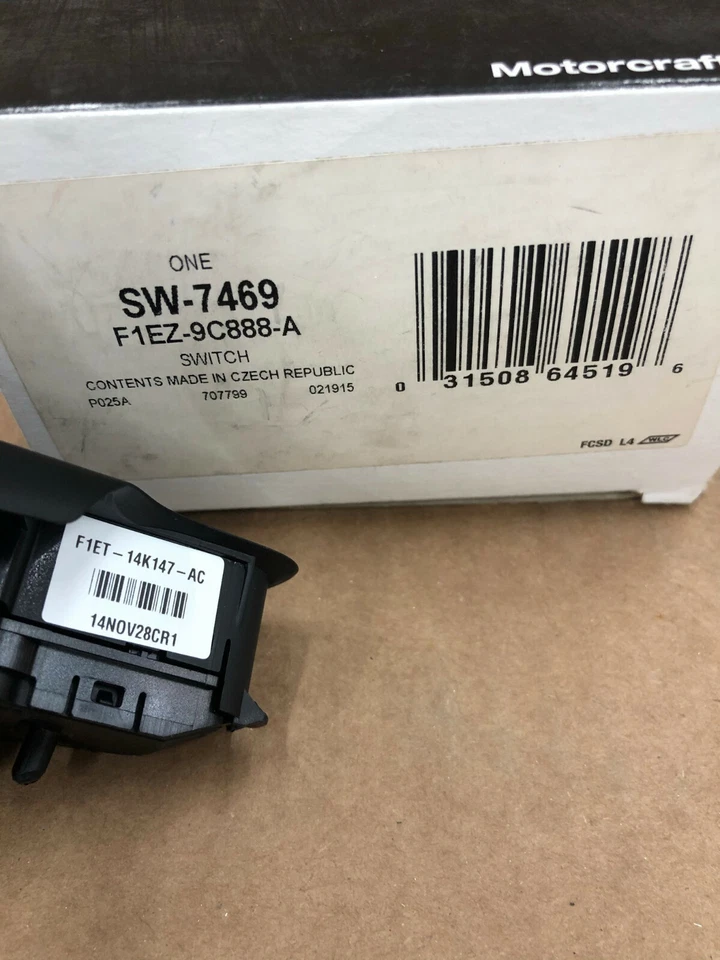 Motorcraft
ONE
SW-7469
F1EZ-9C888-A
SWITCH
CONTENTS MADE IN CZECH REPUBLIC
P025A 707799 021915
0 31508 64519 6
FCSD L4 WLC
F1ET-14K147-AC
14NOV28CR1